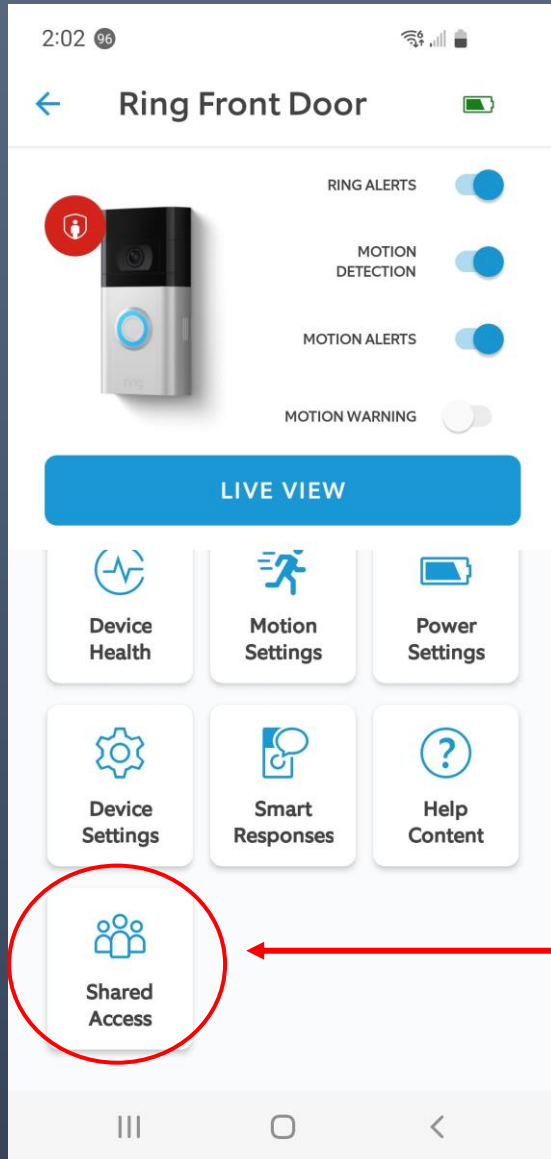 2:02 96
Ring Front Door
RING ALERTS
MOTION
DETECTION
MOTION ALERTS
MOTION WARNING
ring
LIVE VIEW
Device Motion Power
Health Settings Settings
Device Smart Help
Settings Responses Content
Shared
Access